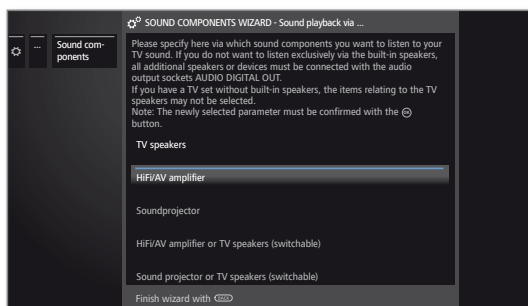 SOUND COMPONENTS WIZARD - Sound playback via ...
...
Sound com-
ponents
Please specify here via which sound components you want to listen to your
TV sound. If you do not want to listen exclusively via the built-in speakers,
all additional speakers or devices must be connected with the audio
output sockets AUDIO DIGITAL OUT.
If you have a TV set without built-in speakers, the items relating to the TV
speakers may not be selected.
Note: The newly selected parameter must be confirmed with the OK
button.
TV speakers
HiFi/AV amplifier
Soundprojector
HiFi/AV amplifier or TV speakers (switchable)
Sound projector or TV speakers (switchable)
Finish wizard with BACK